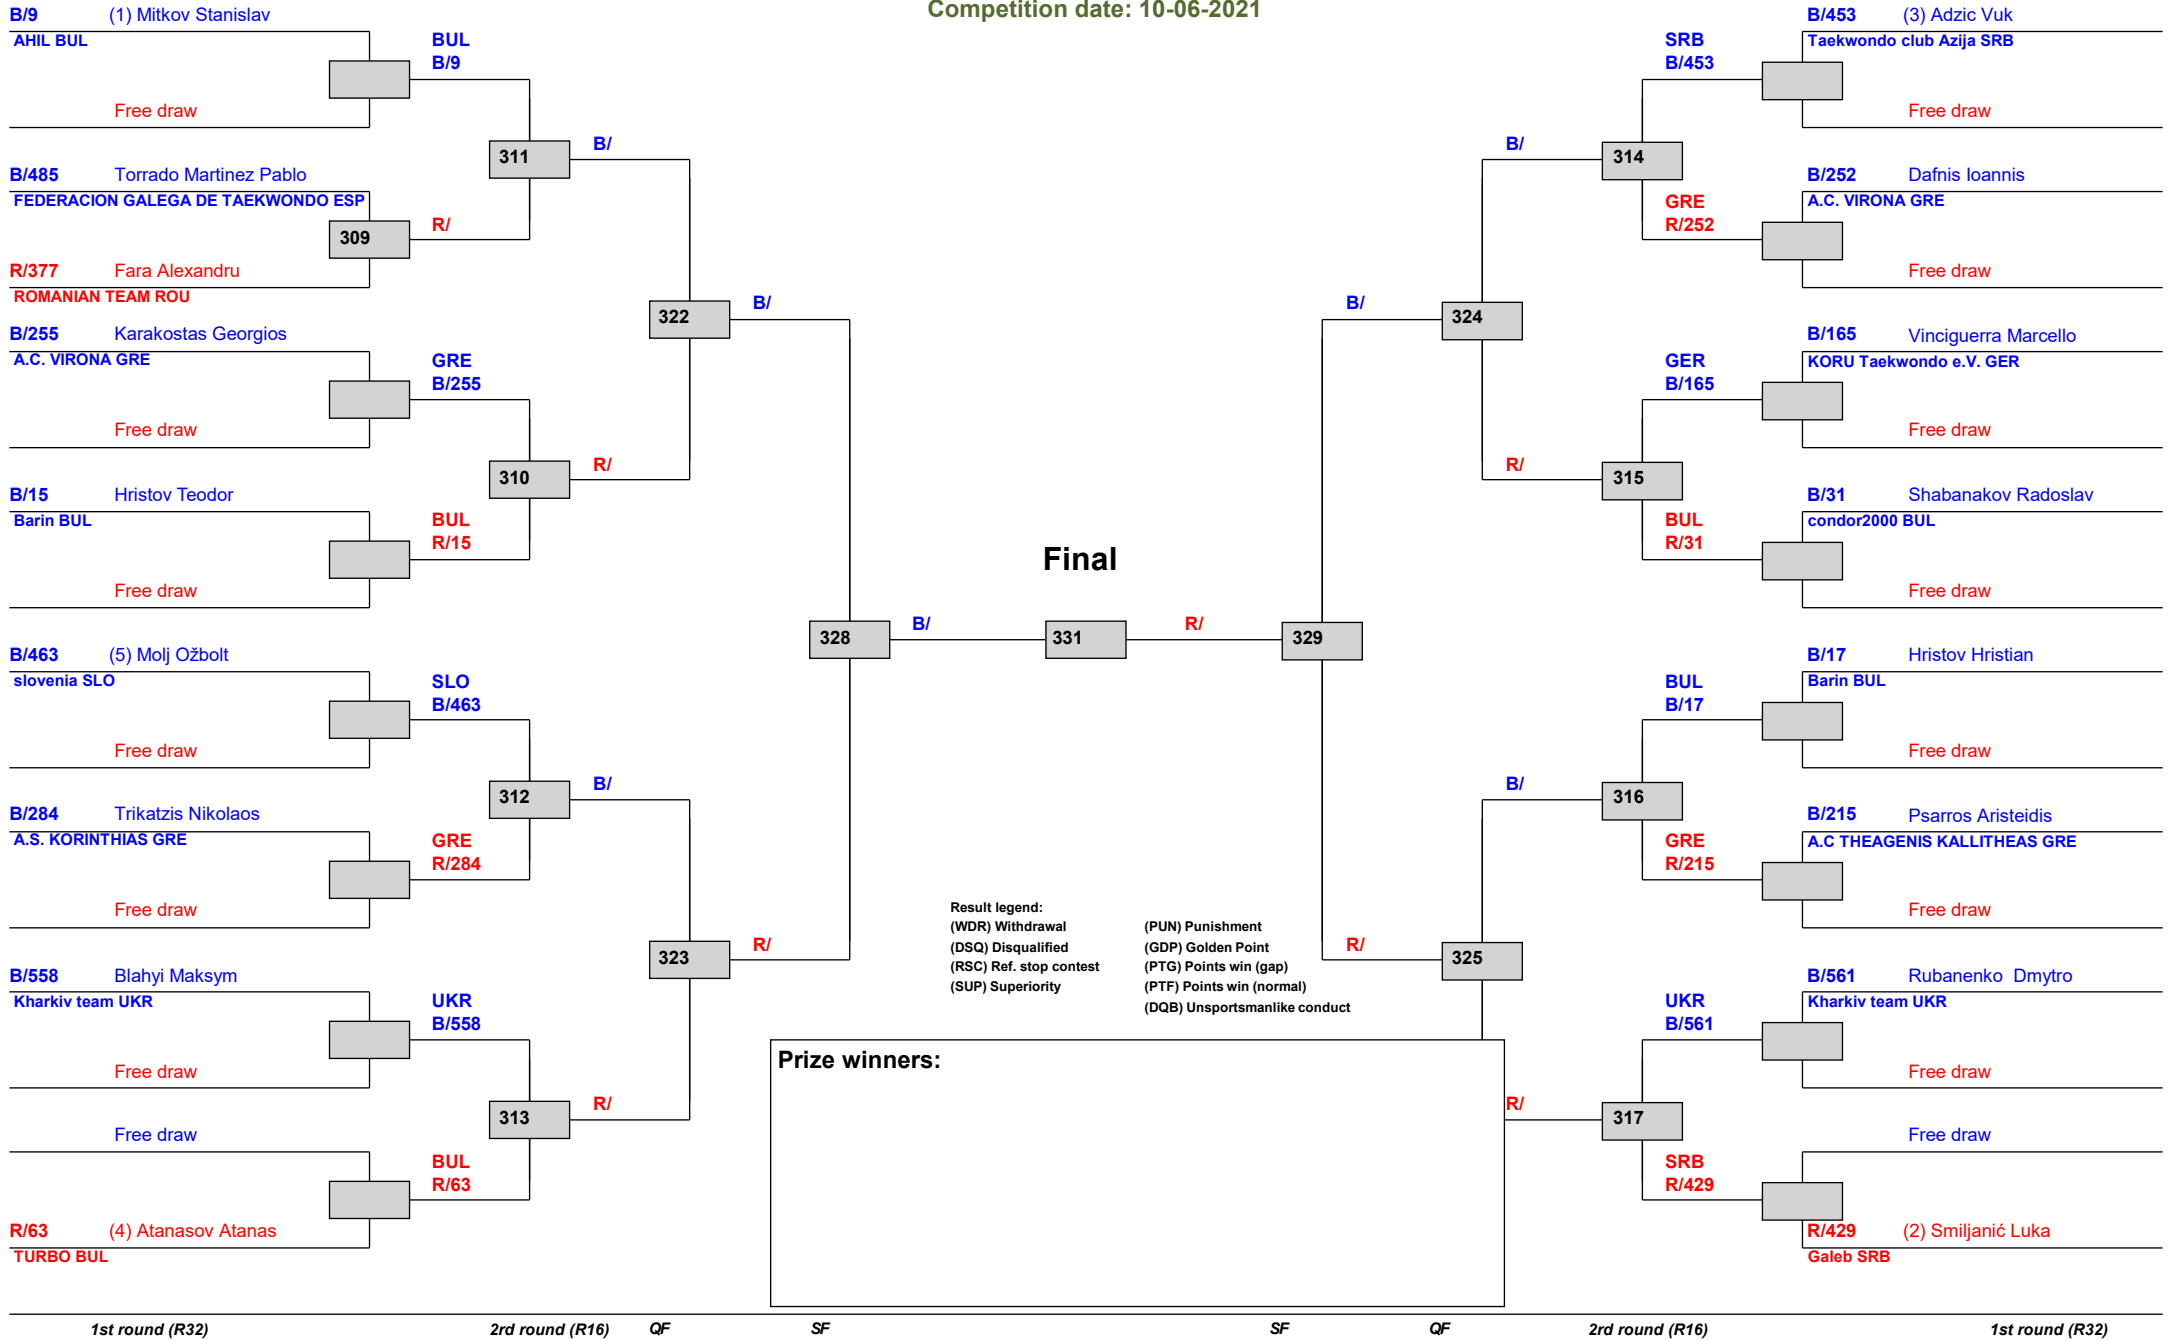 Competition date: 10-06-2021
B/9 (1) Mitkov Stanislav
AHIL BUL
Free draw
BUL
B/9
B/485 Torrado Martinez Pablo
FEDERACION GALEGA DE TAEKWONDO ESP
309
R/377 Fara Alexandru
ROMANIAN TEAM ROU
R/
311
B/
B/255 Karakostas Georgios
A.C. VIRONA GRE
Free draw
GRE
B/255
B/15 Hristov Teodor
Barin BUL
Free draw
BUL
R/15
310
R/
322
B/
B/463 (5) Molj Ožbolt
slovenia SLO
Free draw
SLO
B/463
B/284 Trikatzis Nikolaos
A.S. KORINTHIAS GRE
Free draw
GRE
R/284
312
B/
B/558 Blahyi Maksym
Kharkiv team UKR
Free draw
UKR
B/558
Free draw
R/63 (4) Atanasov Atanas
TURBO BUL
BUL
R/63
313
R/
323
R/
328
B/
Final
331
R/
329
B/453 (3) Adzic Vuk
Taekwondo club Azija SRB
Free draw
SRB
B/453
B/252 Dafnis Ioannis
A.C. VIRONA GRE
Free draw
GRE
R/252
314
B/
B/165 Vinciguerra Marcello
KORU Taekwondo e.V. GER
Free draw
GER
B/165
B/31 Shabanakov Radoslav
condor2000 BUL
Free draw
BUL
R/31
315
R/
324
B/
B/17 Hristov Hristian
Barin BUL
Free draw
BUL
B/17
B/215 Psarros Aristeidis
A.C THEAGENIS KALLITHEAS GRE
Free draw
GRE
R/215
316
B/
B/561 Rubanenko Dmytro
Kharkiv team UKR
Free draw
UKR
B/561
Free draw
R/429 (2) Smiljanić Luka
Galeb SRB
SRB
R/429
317
R/
325
R/
Result legend:
(WDR) Withdrawal (PUN) Punishment
(DSQ) Disqualified (GDP) Golden Point
(RSC) Ref. stop contest (PTG) Points win (gap)
(SUP) Superiority (PTF) Points win (normal)
(DQB) Unsportsmanlike conduct
Prize winners:
1st round (R32) 2rd round (R16) QF SF SF QF 2rd round (R16) 1st round (R32)